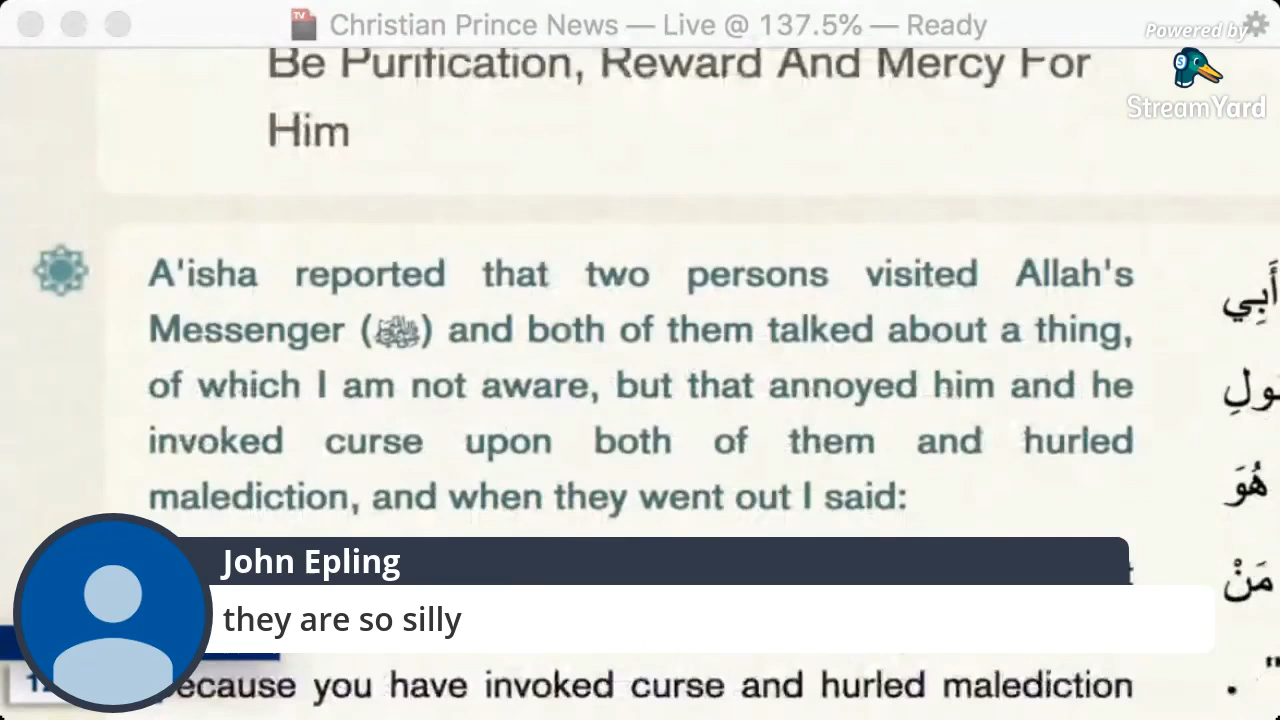 Christian Prince News — Live @ 137.5% — Ready
Powered by
StreamYard
Be Purification, Reward And Mercy For
Him
A'isha reported that two persons visited Allah's
Messenger (ﷺ) and both of them talked about a thing,
of which I am not aware, but that annoyed him and he
invoked curse upon both of them and hurled
malediction, and when they went out I said:
أَبِي
هُوَ
مَنْ
John Epling
they are so silly
because you have invoked curse and hurled malediction